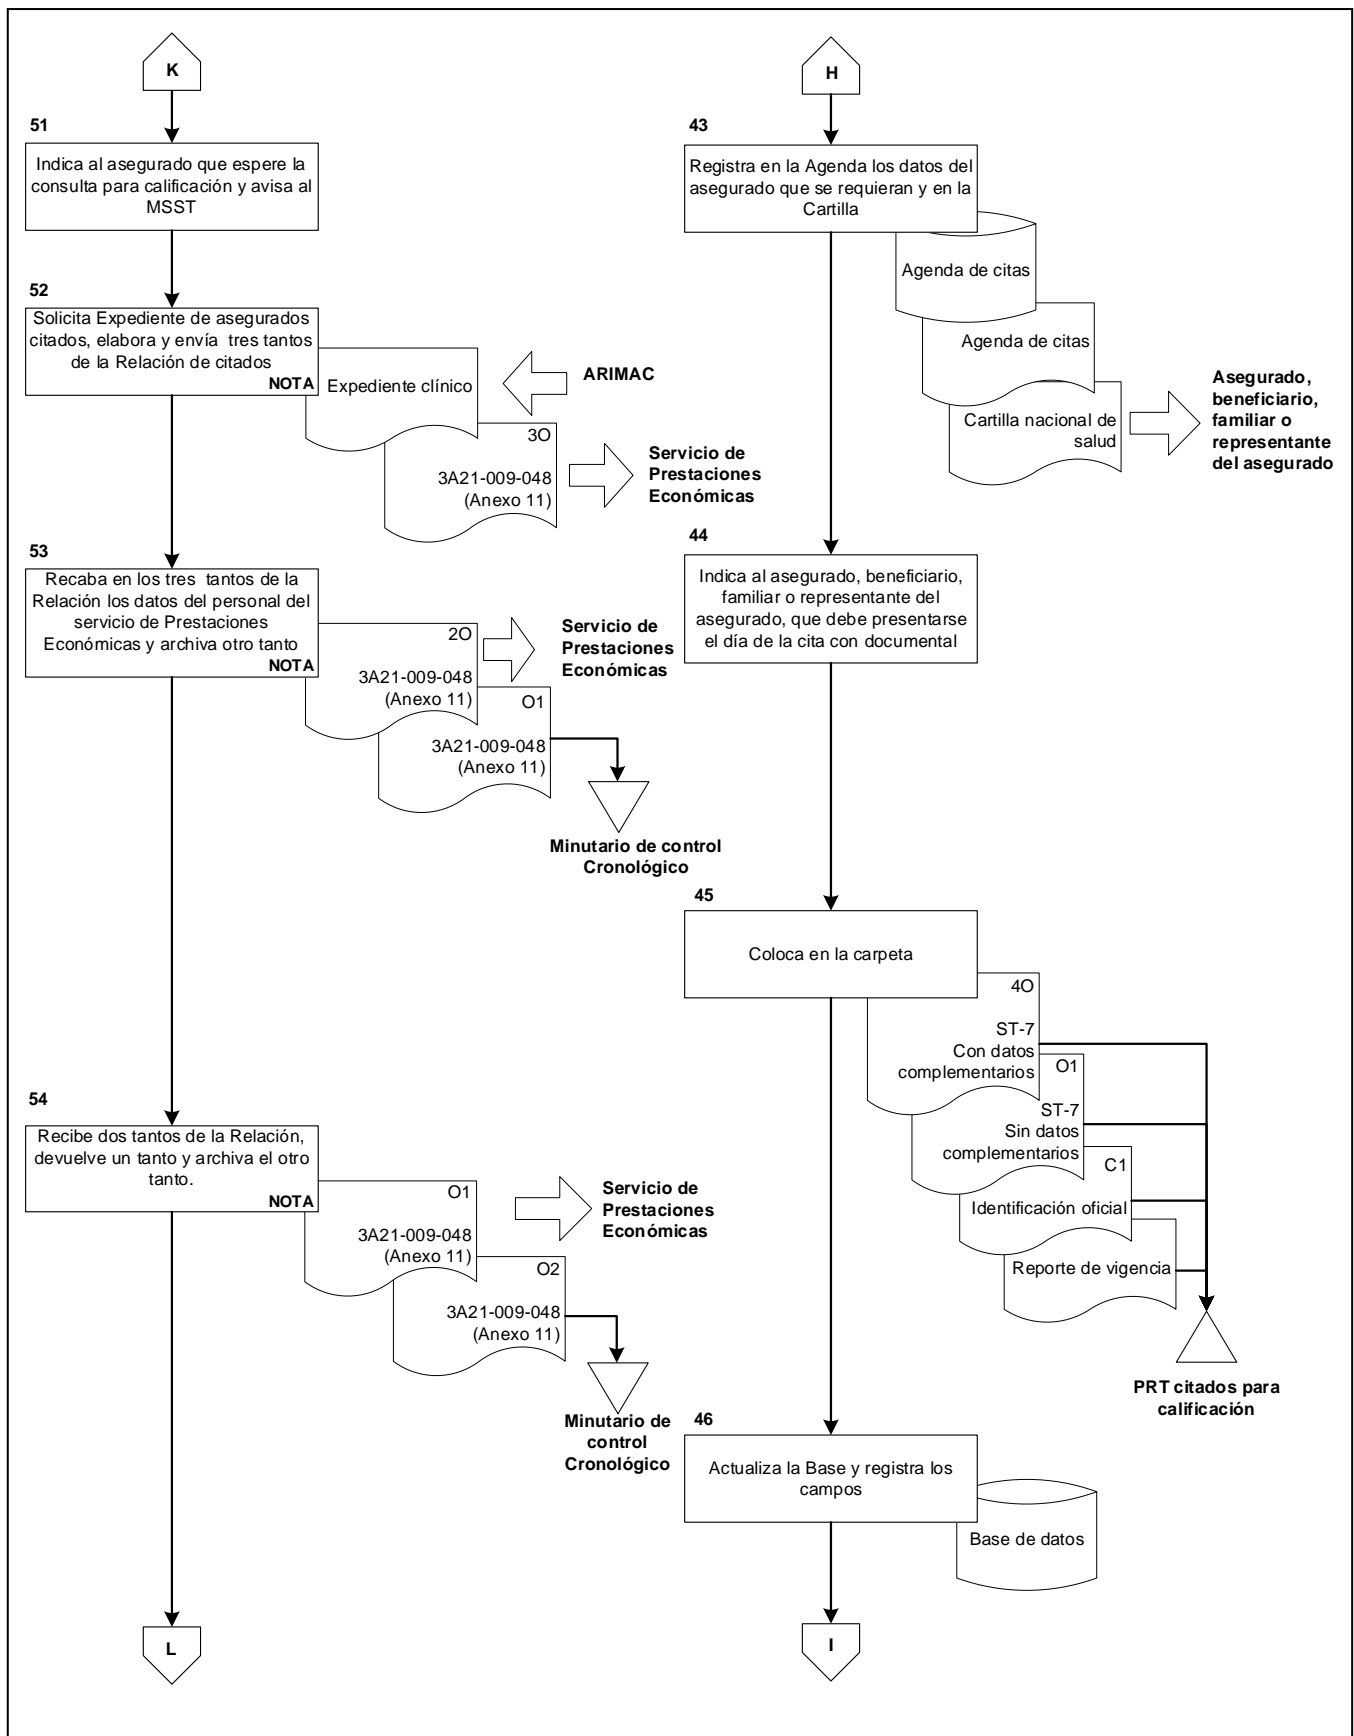 K
51
Indica al asegurado que espere la
consulta para calificación y avisa al
MSST
52
Solicita Expediente de asegurados
citados, elabora y envía tres tantos
de la Relación de citados
NOTA
Expediente clínico
ARIMAC
3O
3A21-009-048
(Anexo 11)
Servicio de
Prestaciones
Económicas
53
Recaba en los tres tantos de la
Relación los datos del personal del
servicio de Prestaciones
Económicas y archiva otro tanto
NOTA
2O
3A21-009-048
(Anexo 11)
Servicio de
Prestaciones
Económicas
O1
3A21-009-048
(Anexo 11)
Minutario de control
Cronológico
54
Recibe dos tantos de la Relación,
devuelve un tanto y archiva el otro
tanto.
NOTA
O1
3A21-009-048
(Anexo 11)
Servicio de
Prestaciones
Económicas
O2
3A21-009-048
(Anexo 11)
Minutario de
control
Cronológico
L
H
43
Registra en la Agenda los datos del
asegurado que se requieran y en la
Cartilla
Agenda de citas
Agenda de citas
Cartilla nacional de
salud
Asegurado,
beneficiario,
familiar o
representante
del asegurado
44
Indica al asegurado, beneficiario,
familiar o representante del
asegurado, que debe presentarse
el día de la cita con documental
45
Coloca en la carpeta
4O
ST-7
Con datos
complementarios
O1
ST-7
Sin datos
complementarios
C1
Identificación oficial
Reporte de vigencia
PRT citados para
calificación
46
Actualiza la Base y registra los
campos
Base de datos
I